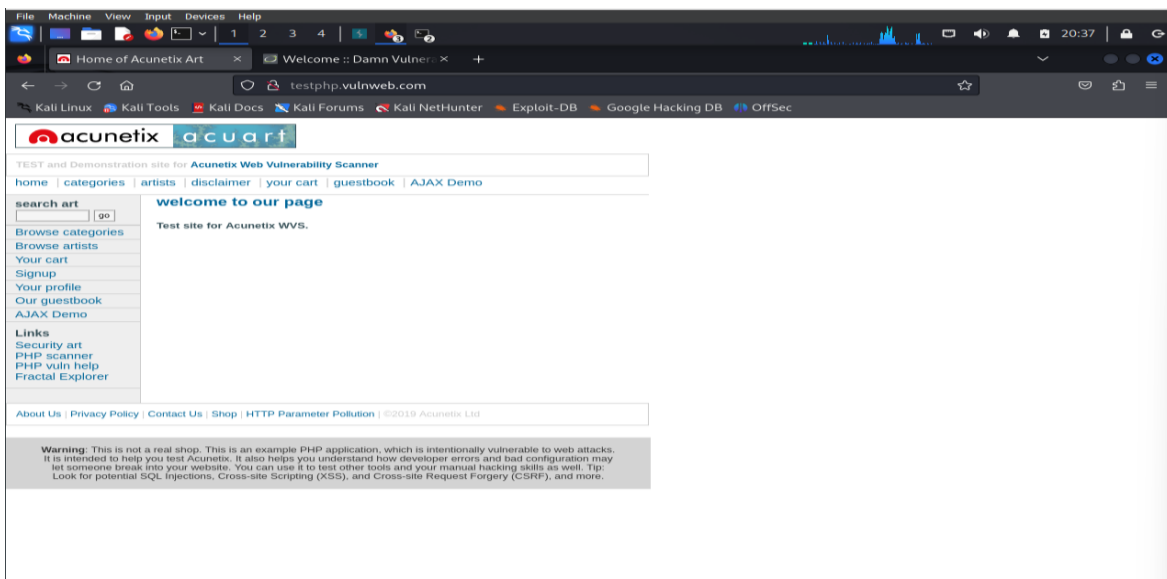 File Machine View Input Devices Help
1 2 3 4 20:37
Home of Acunetix Art × Welcome :: Damn Vulnera × +
testphp.vulnweb.com
Kali Linux Kali Tools Kali Docs Kali Forums Kali NetHunter Exploit-DB Google Hacking DB OffSec
acunetix acuart
TEST and Demonstration site for Acunetix Web Vulnerability Scanner
home | categories | artists | disclaimer | your cart | guestbook | AJAX Demo
search art
go
Browse categories
Browse artists
Your cart
Signup
Your profile
Our guestbook
AJAX Demo
Links
Security art
PHP scanner
PHP vuln help
Fractal Explorer
welcome to our page
Test site for Acunetix WVS.
About Us | Privacy Policy | Contact Us | Shop | HTTP Parameter Pollution | ©2019 Acunetix Ltd
Warning: This is not a real shop. This is an example PHP application, which is intentionally vulnerable to web attacks.
It is intended to help you test Acunetix. It also helps you understand how developer errors and bad configuration may
let someone break into your website. You can use it to test other tools and your manual hacking skills as well. Tip:
Look for potential SQL Injections, Cross-site Scripting (XSS), and Cross-site Request Forgery (CSRF), and more.